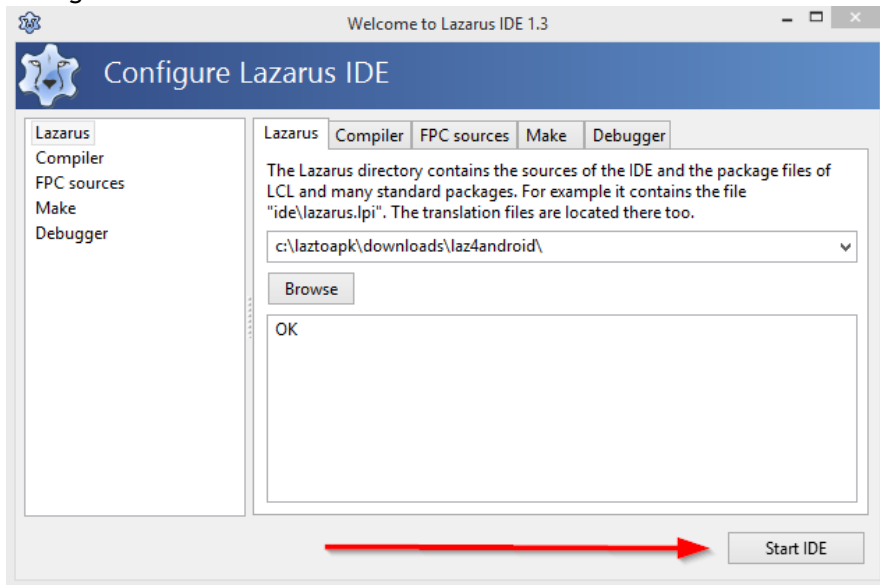 Welcome to Lazarus IDE 1.3
Configure Lazarus IDE
Lazarus
Compiler
FPC sources
Make
Debugger
Lazarus Compiler FPC sources Make Debugger
The Lazarus directory contains the sources of the IDE and the package files of
LCL and many standard packages. For example it contains the file
"ide\lazarus.lpi". The translation files are located there too.
c:\laztoapk\downloads\laz4android\
Browse
OK
Start IDE